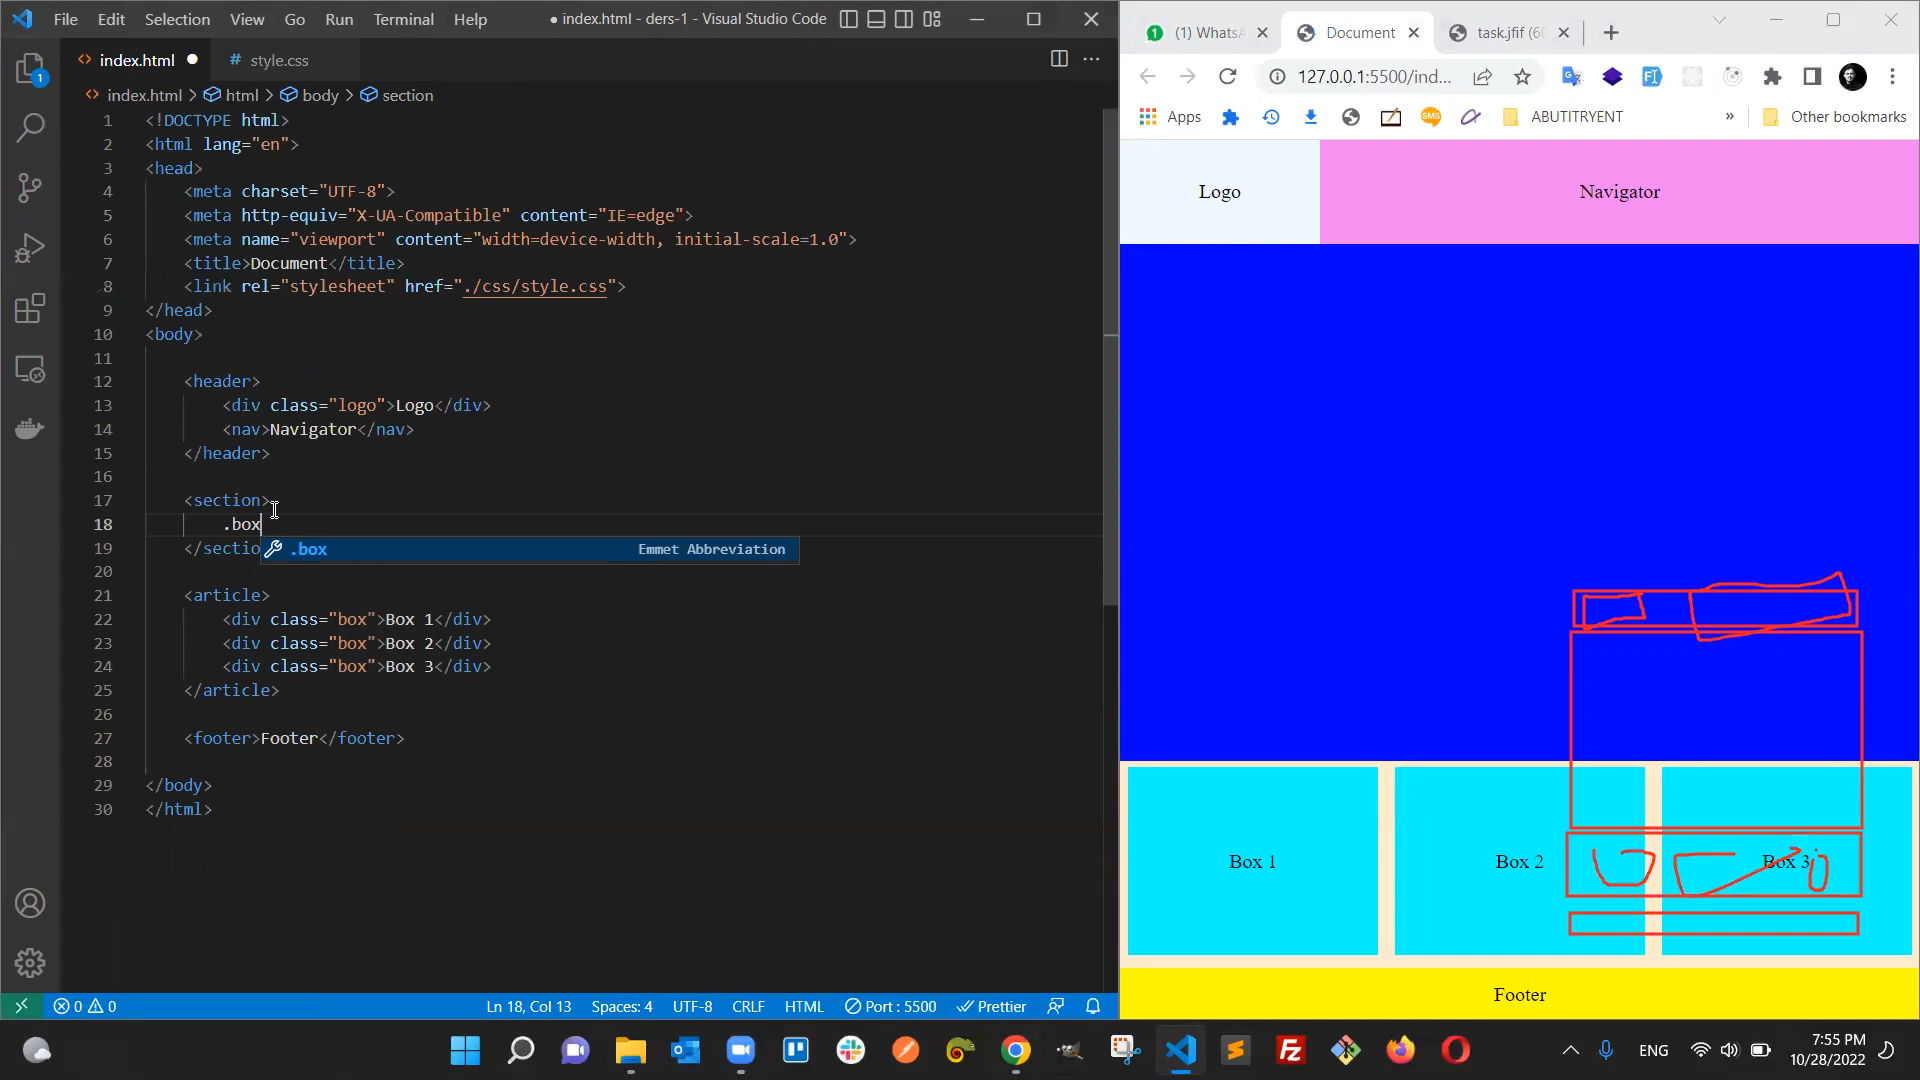 File Edit Selection View Go Run Terminal Help
● index.html - ders-1 - Visual Studio Code
index.html ●
# style.css
index.html > html > body > section
1 <!DOCTYPE html>
2 <html lang="en">
3 <head>
4 <meta charset="UTF-8">
5 <meta http-equiv="X-UA-Compatible" content="IE=edge">
6 <meta name="viewport" content="width=device-width, initial-scale=1.0">
7 <title>Document</title>
8 <link rel="stylesheet" href="./css/style.css">
9 </head>
10 <body>
11
12 <header>
13 <div class="logo">Logo</div>
14 <nav>Navigator</nav>
15 </header>
16
17 <section>
18 .box
19 </sectio
.box Emmet Abbreviation
20
21 <article>
22 <div class="box">Box 1</div>
23 <div class="box">Box 2</div>
24 <div class="box">Box 3</div>
25 </article>
26
27 <footer>Footer</footer>
28
29 </body>
30 </html>
1
0 0 Ln 18, Col 13 Spaces: 4 UTF-8 CRLF HTML Port : 5500 Prettier
(1) WhatsA
Document
task.jfif (60
127.0.0.1:5500/ind...
Apps SMS ABUTITRYENT » Other bookmarks
Logo
Navigator
Box 1
Box 2
Box 3
Footer
Fz
ENG
7:55 PM
10/28/2022